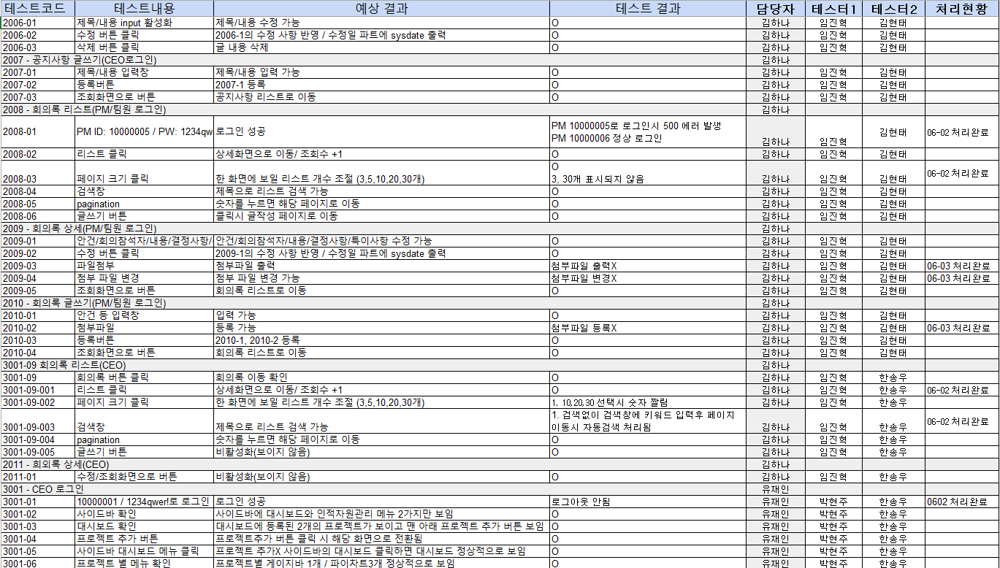 테스트코드 테스트내용 예상 결과 테스트 결과 담당자 테스터1 테스터2 처리현황
2006-01 제목/내용 input 활성화 제목/내용 수정 가능 O 김하나 임진혁 김현태
2006-02 수정 버튼 클릭 2006-1의 수정 사항 반영 / 수정일 파트에 sysdate 출력 O 김하나 임진혁 김현태
2006-03 삭제 버튼 클릭 글 내용 삭제 O 김하나 임진혁 김현태
2007 - 공지사항 글쓰기(CEO로그인) 김하나
2007-01 제목/내용 입력창 제목/내용 입력 가능 O 김하나 임진혁 김현태
2007-02 등록버튼 2007-1 등록 O 김하나 임진혁 김현태
2007-03 조회화면으로 버튼 공지사항 리스트로 이동 O 김하나 임진혁 김현태
2008 - 회의록 리스트(PM/팀원 로그인) 김하나
2008-01 PM ID: 10000005 / PW: 1234qw 로그인 성공 PM 10000005로 로그인시 500 에러 발생
PM 10000006 정상 로그인 김하나 임진혁 김현태 06-02 처리완료
2008-02 리스트 클릭 상세화면으로 이동/ 조회수 +1 O 김하나 임진혁 김현태
2008-03 페이지 크기 클릭 한 화면에 보일 리스트 개수 조절 (3,5,10,20,30개) O
3, 30개 표시되지 않음 김하나 임진혁 김현태 06-02 처리완료
2008-04 검색창 제목으로 리스트 검색 가능 O 김하나 임진혁 김현태
2008-05 pagination 숫자를 누르면 해당 페이지로 이동 O 김하나 임진혁 김현태
2008-06 글쓰기 버튼 클릭시 글작성 페이지로 이동 O 김하나 임진혁 김현태
2009 - 회의록 상세(PM/팀원 로그인) 김하나
2009-01 안건/회의참석자/내용/결정사항/ 안건/회의참석자/내용/결정사항/특이사항 수정 가능 O 김하나 임진혁 김현태
2009-02 수정 버튼 클릭 2009-1의 수정 사항 반영 / 수정일 파트에 sysdate 출력 O 김하나 임진혁 김현태
2009-03 파일첨부 첨부파일 출력 첨부파일 출력X 김하나 임진혁 김현태 06-03 처리완료
2009-04 첨부 파일 변경 첨부 파일 변경 가능 첨부파일 변경X 김하나 임진혁 김현태 06-03 처리완료
2009-05 조회화면으로 버튼 회의록 리스트로 이동 O 김하나 임진혁 김현태
2010 - 회의록 글쓰기(PM/팀원 로그인) 김하나
2010-01 안건 등 입력창 입력 가능 O 김하나 임진혁 김현태
2010-02 첨부파일 등록 가능 첨부파일 등록X 김하나 임진혁 김현태 06-03 처리완료
2010-03 등록버튼 2010-1, 2010-2 등록 O 김하나 임진혁 김현태
2010-04 조회화면으로 버튼 회의록 리스트로 이동 O 김하나 임진혁 김현태
3001-09 회의록 리스트(CEO) 김하나
3001-09 회의록 버튼 클릭 회의록 이동 확인 O 김하나 임진혁 한송우
3001-09-001 리스트 클릭 상세화면으로 이동/ 조회수 +1 O 김하나 임진혁 한송우 06-02 처리완료
3001-09-002 페이지 크기 클릭 한 화면에 보일 리스트 개수 조절 (3,5,10,20,30개) 1. 10,20,30 선택시 숫자 짤림 김하나 임진혁 한송우
3001-09-003 검색창 제목으로 리스트 검색 가능 1. 검색없이 검색창에 키워드 입력후 페이지
이동시 자동검색 처리됨 김하나 임진혁 한송우 06-02 처리완료
3001-09-004 pagination 숫자를 누르면 해당 페이지로 이동 O 김하나 임진혁 한송우
3001-09-005 글쓰기 버튼 비활성화(보이지 않음) O 김하나 임진혁 한송우
2011 - 회의록 상세(CEO) 김하나
2011-01 수정/조회화면으로 버튼 비활성화(보이지 않음) O 김하나 임진혁 한송우
3001 - CEO 로그인 유재인
3001-01 10000001 / 1234qwer!로 로그인 로그인 성공 로그아웃 안됨 유재인 박현주 한송우 0602 처리완료
3001-02 사이드바 확인 사이드바에 대시보드와 인적자원관리 메뉴 2가지만 보임 O 유재인 박현주 한송우
3001-03 대시보드 확인 대시보드에 등록된 2개의 프로젝트가 보이고 맨 아래 프로젝트 추가 버튼 보임 O 유재인 박현주 한송우
3001-04 프로젝트 추가 버튼 프로젝트추가 버튼 클릭 시 해당 화면으로 전환됨 O 유재인 박현주 한송우
3001-05 사이드바 대시보드 메뉴 클릭 프로젝트 추가X 사이드바의 대시보드 클릭하면 대시보드 정상적으로 보임 O 유재인 박현주 한송우
3001-06 프로젝트 별 메뉴 확인 프로젝트별 게이지바 1개 / 파이차트3개 정상적으로 보임 O 유재인 박현주 한송우